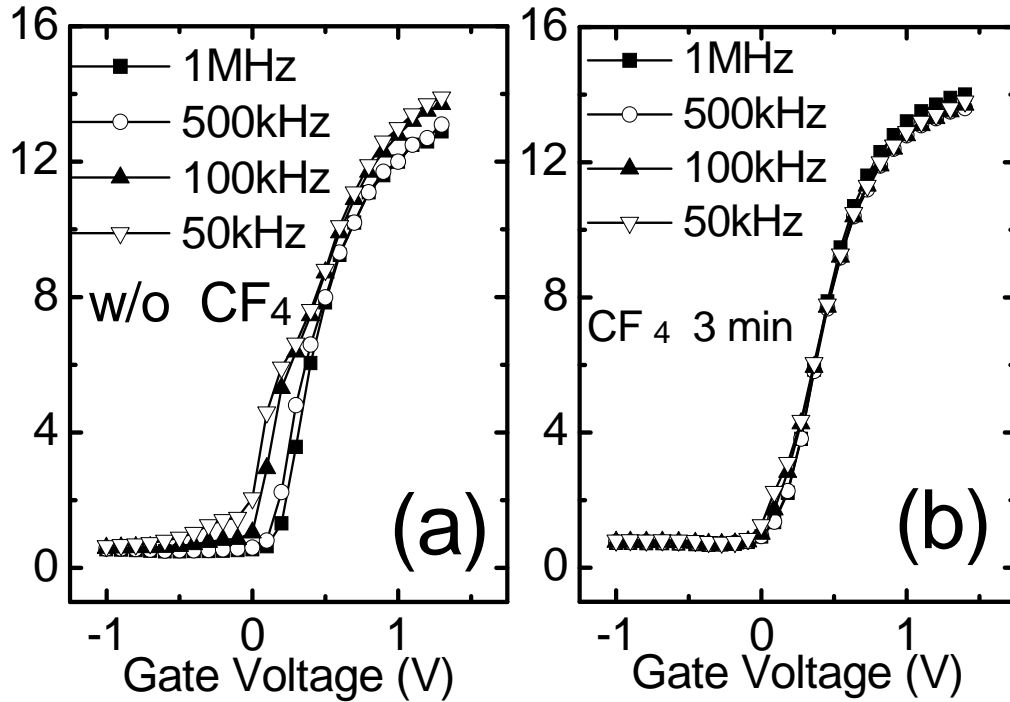 16
12
8
4
0
1MHz
500kHz
100kHz
50kHz
w/o CF4
(a)
-1 0 1
Gate Voltage (V)
16
12
8
4
0
1MHz
500kHz
100kHz
50kHz
CF 4 3 min
(b)
-1 0 1
Gate Voltage (V)